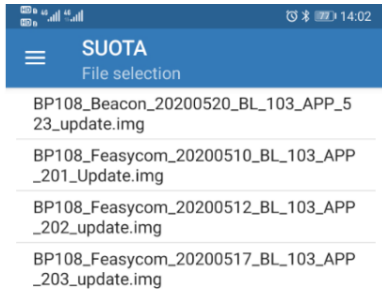 14:02
SUOTA
File selection
BP108_Beacon_20200520_BL_103_APP_5
23_update.img
BP108_Feasycom_20200510_BL_103_APP
_201_Update.img
BP108_Feasycom_20200512_BL_103_APP
_202_update.img
BP108_Feasycom_20200517_BL_103_APP
_203_update.img